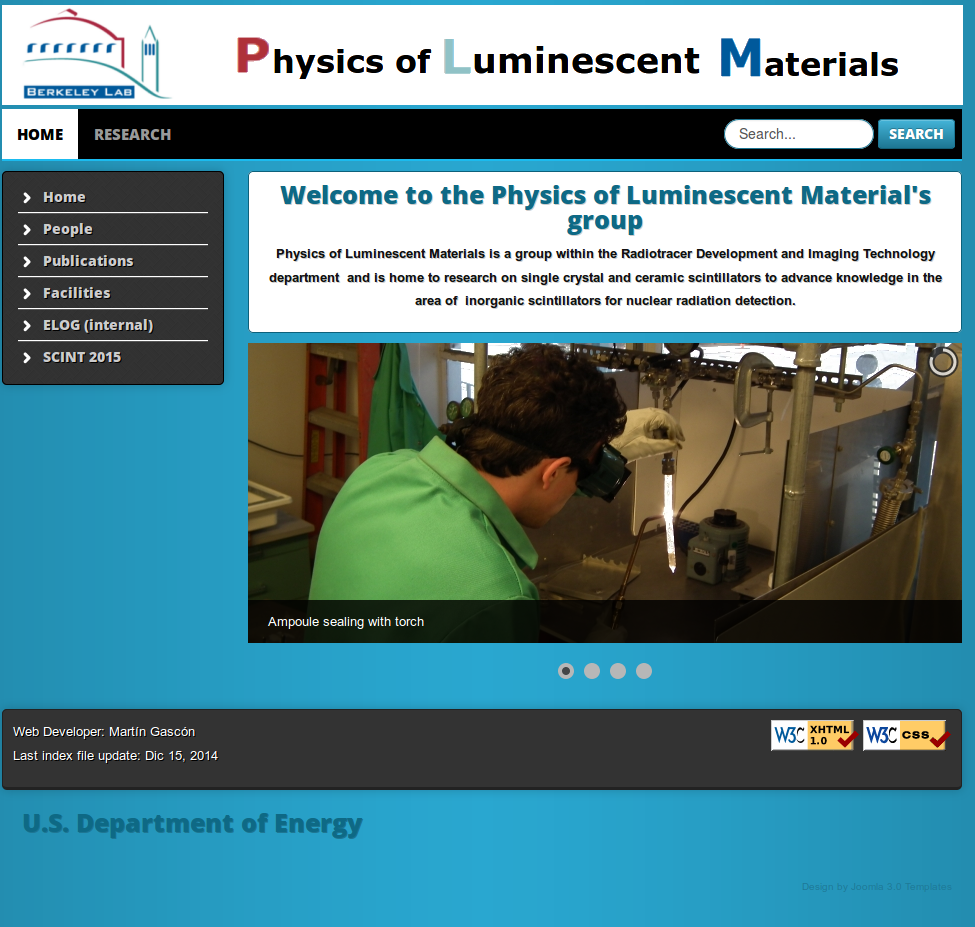 BERKELEY LAB
Physics of Luminescent Materials
HOME
RESEARCH
Search...
SEARCH
Home
People
Publications
Facilities
ELOG (internal)
SCINT 2015
Welcome to the Physics of Luminescent Material's
group
Physics of Luminescent Materials is a group within the Radiotracer Development and Imaging Technology
department and is home to research on single crystal and ceramic scintillators to advance knowledge in the
area of inorganic scintillators for nuclear radiation detection.
Ampoule sealing with torch
Web Developer: Martín Gascón
Last index file update: Dic 15, 2014
W3C XHTML 1.0
W3C CSS
U.S. Department of Energy
Design by Joomla 3.0 Templates